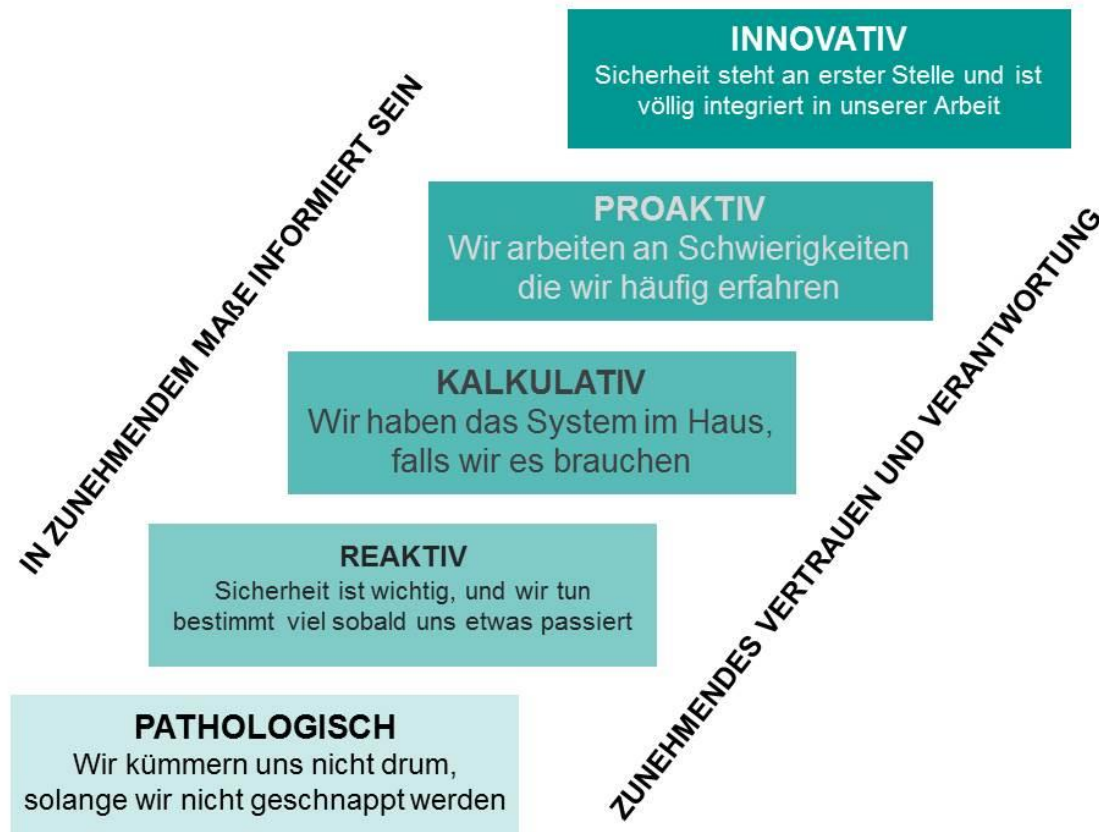 INNOVATIV
Sicherheit steht an erster Stelle und ist
völlig integriert in unserer Arbeit
IN ZUNEHMENDEM MAßE INFORMIERT SEIN
PROAKTIV
Wir arbeiten an Schwierigkeiten
die wir häufig erfahren
ZUNEHMENDES VERTRAUEN UND VERANTWORTUNG
KALKULATIV
Wir haben das System im Haus,
falls wir es brauchen
REAKTIV
Sicherheit ist wichtig, und wir tun
bestimmt viel sobald uns etwas passiert
PATHOLOGISCH
Wir kümmern uns nicht drum,
solange wir nicht geschnappt werden